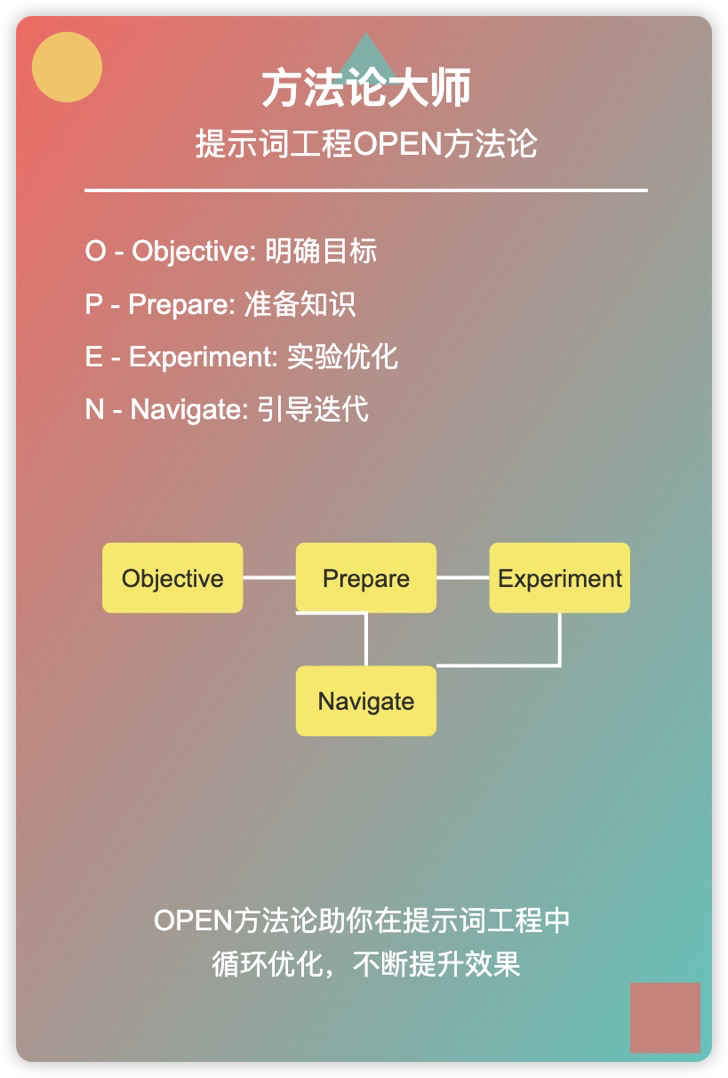 方法论大师
提示词工程OPEN方法论
O - Objective: 明确目标
P - Prepare: 准备知识
E - Experiment: 实验优化
N - Navigate: 引导迭代
Objective
Prepare
Experiment
Navigate
OPEN方法论助你在提示词工程中
循环优化，不断提升效果